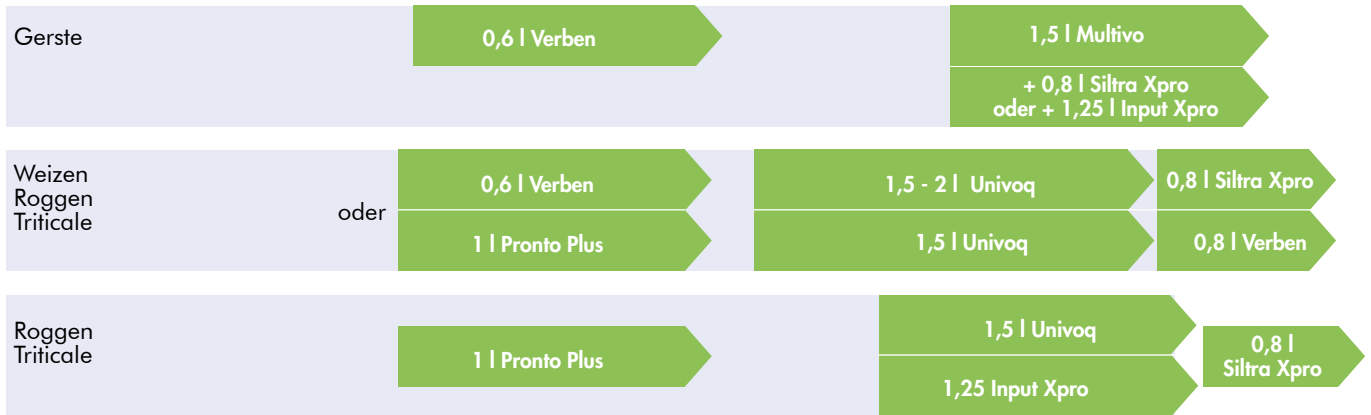 Gerste
0,6 l Verben
1,5 l Multivo
+ 0,8 l Siltra Xpro
oder + 1,25 l Input Xpro
Weizen
Roggen
Triticale
oder
0,6 l Verben
1,5 - 2 l Univoq
0,8 l Siltra Xpro
1 l Pronto Plus
1,5 l Univoq
0,8 l Verben
Roggen
Triticale
1 l Pronto Plus
1,5 l Univoq
1,25 Input Xpro
0,8 l
Siltra Xpro